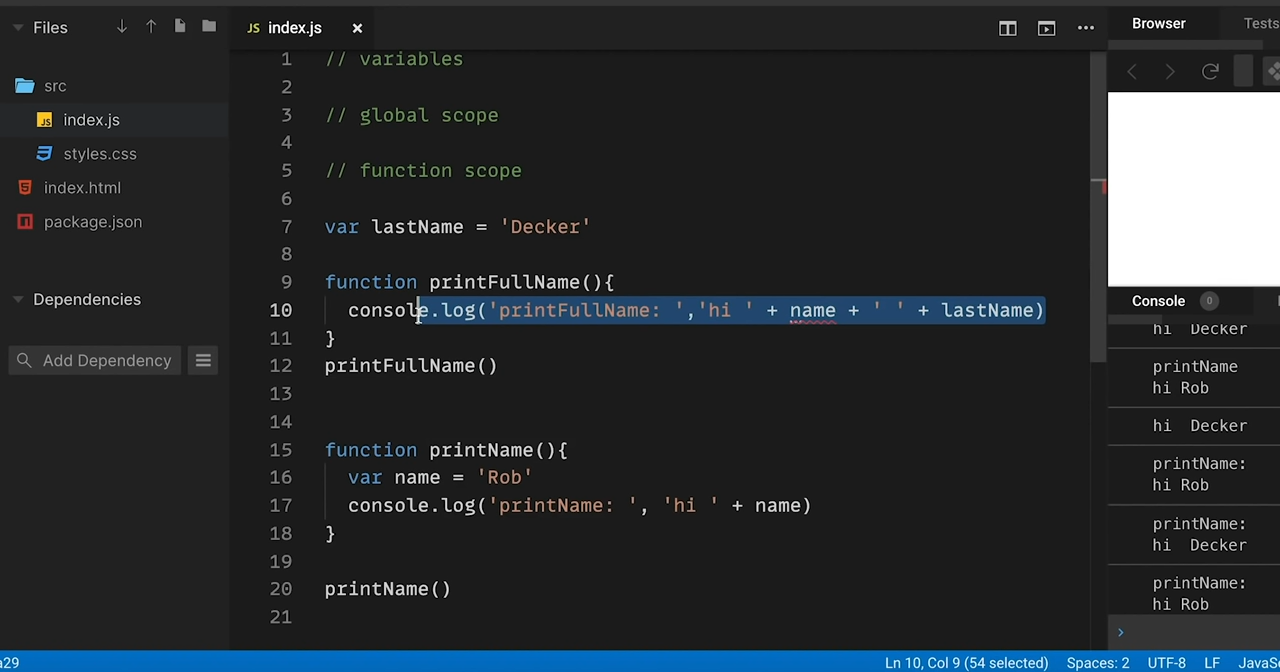 Files
JS index.js ×
Browser
Tests
src
index.js
styles.css
index.html
package.json
Dependencies
Add Dependency
1 // variables
2
3 // global scope
4
5 // function scope
6
7 var lastName = 'Decker'
8
9 function printFullName(){
10 console.log('printFullName: ','hi ' + name + ' ' + lastName)
11 }
12 printFullName()
13
14
15 function printName(){
16 var name = 'Rob'
17 console.log('printName: ', 'hi ' + name)
18 }
19
20 printName()
21
Console 0
hi  Decker
printName
hi Rob
hi  Decker
printName:
hi Rob
printName:
hi  Decker
printName:
hi Rob
a29
Ln 10, Col 9 (54 selected) Spaces: 2 UTF-8 LF JavaSc